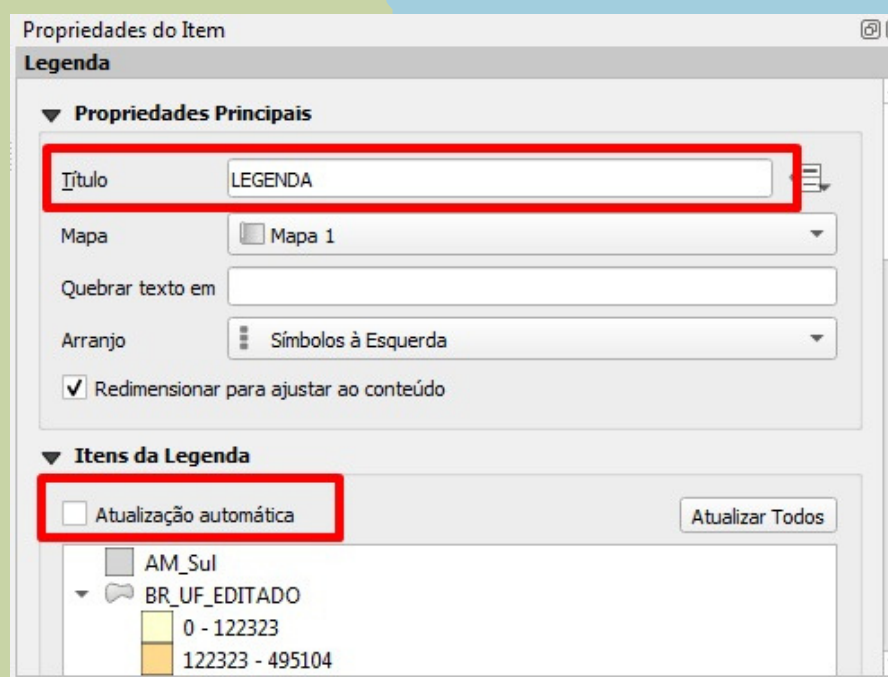 Propriedades do Item
Legenda
Propriedades Principais
Título LEGENDA
Mapa Mapa 1
Quebrar texto em
Arranjo Símbolos à Esquerda
Redimensionar para ajustar ao conteúdo
Itens da Legenda
Atualização automática Atualizar Todos
AM_Sul
BR_UF_EDITADO
0 - 122323
122323 - 495104